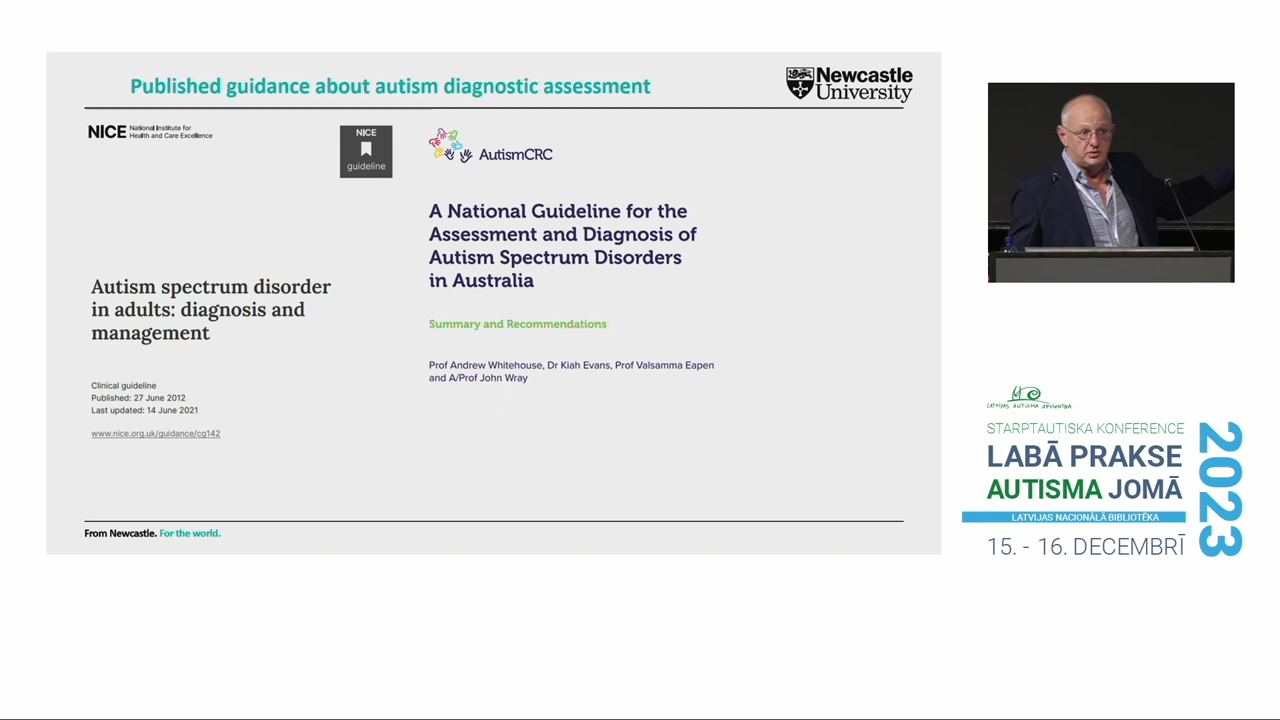 Published guidance about autism diagnostic assessment
Newcastle
University
NICE National Institute for
Health and Care Excellence
NICE
guideline
AutismCRC
A National Guideline for the
Assessment and Diagnosis of
Autism Spectrum Disorders
in Australia
Summary and Recommendations
Prof Andrew Whitehouse, Dr Kiah Evans, Prof Valsamma Eapen
and A/Prof John Wray
Autism spectrum disorder
in adults: diagnosis and
management
Clinical guideline
Published: 27 June 2012
Last updated: 14 June 2021
www.nice.org.uk/guidance/cg142
From Newcastle. For the world.
LATVIJAS AUTISMA APVIENĪBA
STARPTAUTISKA KONFERENCE
LABĀ PRAKSE
AUTISMA JOMĀ
LATVIJAS NACIONĀLĀ BIBLIOTĒKA
15. - 16. DECEMBRĪ
2023